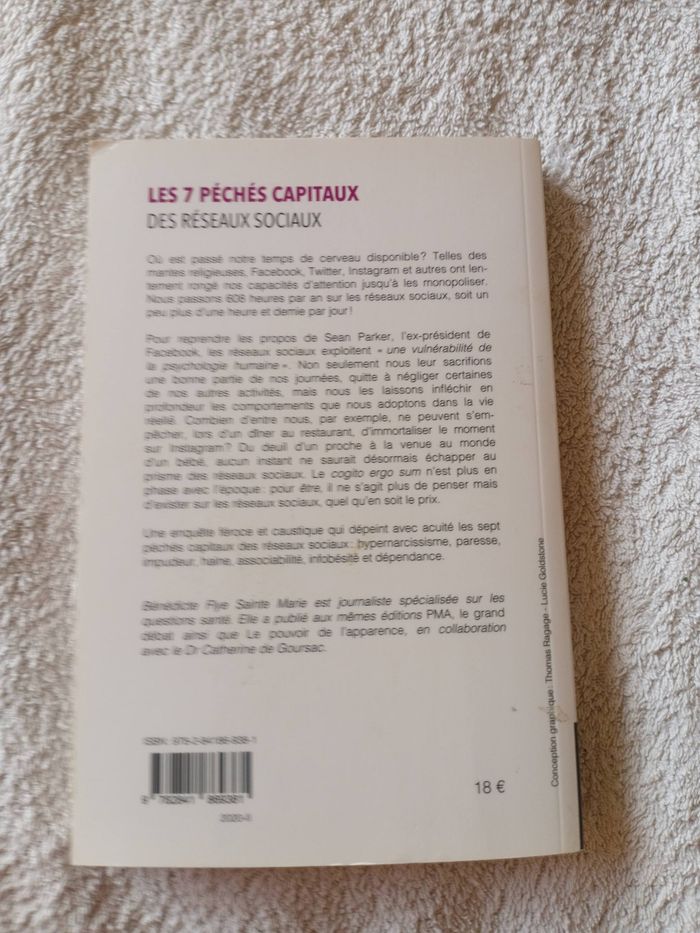 LES 7 PÉCHÉS CAPITAUX
DES RÉSEAUX SOCIAUX
Où est passé notre temps de cerveau disponible? Telles des
mantes religieuses, Facebook, Twitter, Instagram et autres ont len-
tement rongé nos capacités d'attention jusqu'à les monopoliser.
Nous passons 608 heures par an sur les réseaux sociaux, soit un
peu plus d'une heure et demie par jour!
Pour reprendre les propos de Sean Parker, l'ex-président de
Facebook, les réseaux sociaux exploitent « une vulnérabilité de
la psychologie humaine ». Non seulement nous leur sacrifions
une bonne partie de nos journées, quitte à négliger certaines
de nos autres activités, mais nous les laissons infléchir en
profondeur les comportements que nous adoptons dans la vie
réelle. Combien d'entre nous, par exemple, ne peuvent s'em-
pêcher, lors d'un dîner au restaurant, d'immortaliser le moment
sur Instagram? Du deuil d'un proche à la venue au monde
d'un bébé, aucun instant ne saurait désormais échapper au
prisme des réseaux sociaux. Le cogito ergo sum n'est plus en
phase avec l'époque : pour être, il ne s'agit plus de penser mais
d'exister sur les réseaux sociaux, quel qu'en soit le prix.
Une enquête féroce et caustique qui dépeint avec acuité les sept
péchés capitaux des réseaux sociaux : hypernarcissisme, paresse,
impudeur, haine, associabilité, infobésité et dépendance.
Bénédicte Flye Sainte Marie est journaliste spécialisée sur les
questions santé. Elle a publié aux mêmes éditions PMA, le grand
débat ainsi que Le pouvoir de l'apparence, en collaboration
avec le Dr Catherine de Goursac.
ISBN: 978-2-84186-938-1
9 782841 869381
2020-II
18 €
Conception graphique : Thomas Ragage - Lucie Goldstone